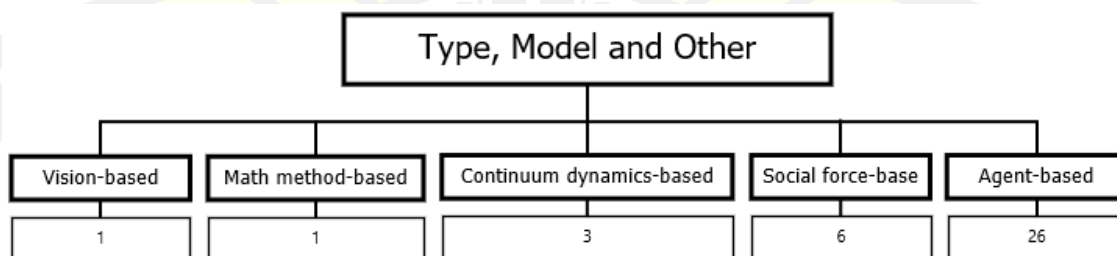 Type, Model and Other
Vision-based
Math method-based
Continuum dynamics-based
Social force-base
Agent-based
1
1
3
6
26